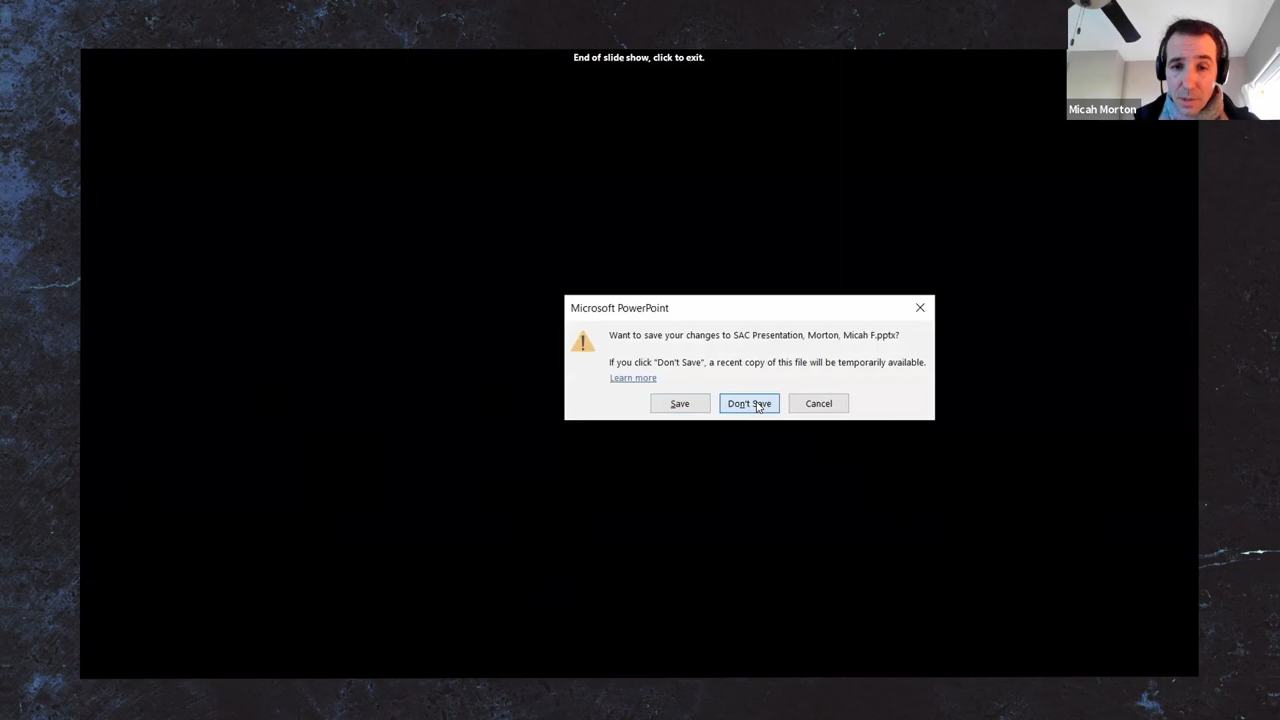 End of slide show, click to exit.
Micah Morton
Microsoft PowerPoint
Want to save your changes to SAC Presentation, Morton, Micah F.pptx?
If you click "Don't Save", a recent copy of this file will be temporarily available.
Learn more
Save Don't Save Cancel